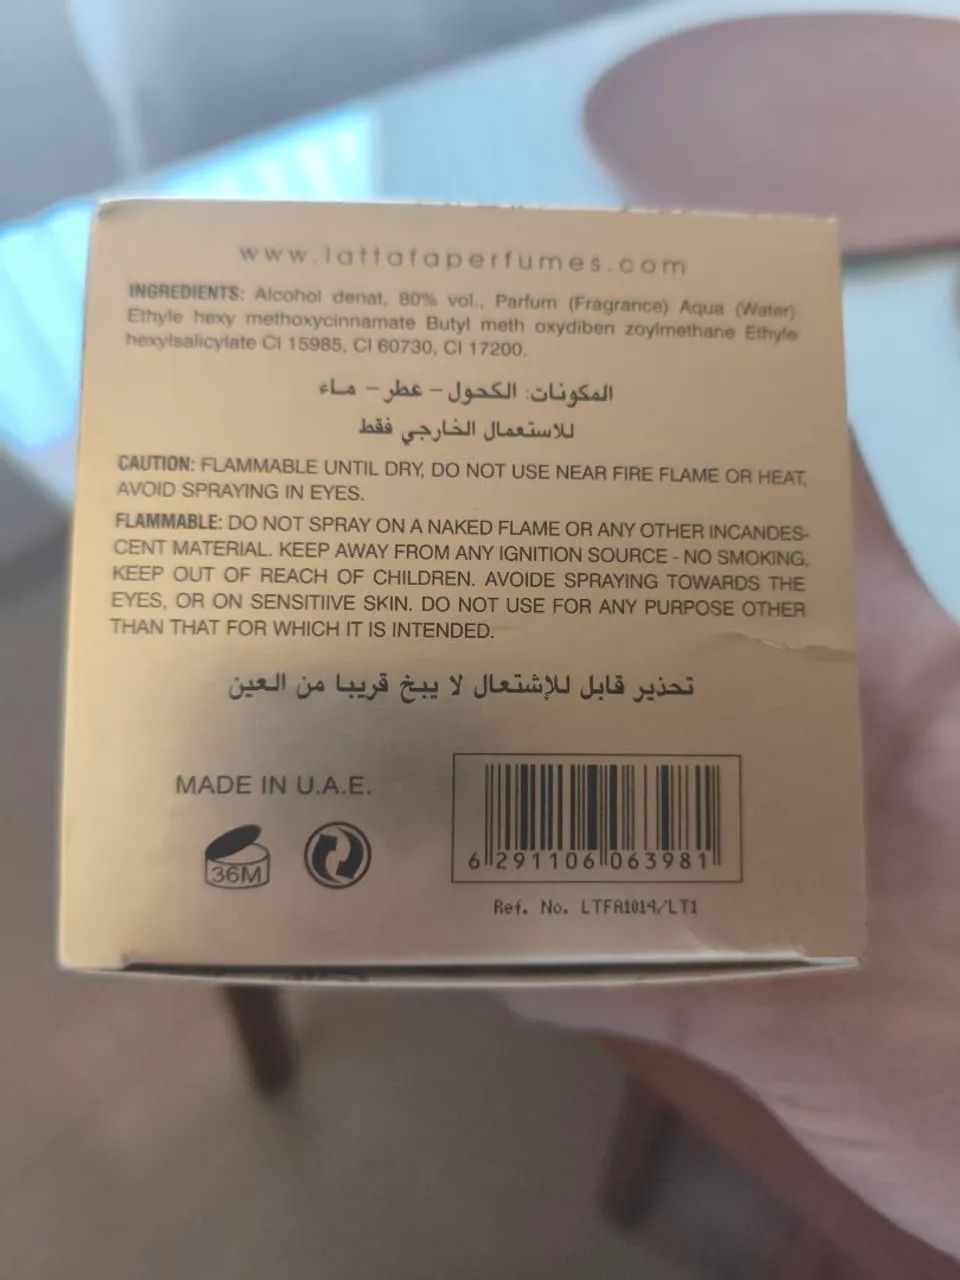 www.lattafaperfumes.com
INGREDIENTS: Alcohol denat, 80% vol., Parfum (Fragrance) Aqua (Water)
Ethyle hexy methoxycinnamate Butyl meth oxydiben zoylmethane Ethyle
hexylsalicylate CI 15985, CI 60730, CI 17200.
المكونات: الكحول - عطر - ماء
للاستعمال الخارجي فقط
CAUTION: FLAMMABLE UNTIL DRY, DO NOT USE NEAR FIRE FLAME OR HEAT,
AVOID SPRAYING IN EYES.
FLAMMABLE: DO NOT SPRAY ON A NAKED FLAME OR ANY OTHER INCANDES-
CENT MATERIAL. KEEP AWAY FROM ANY IGNITION SOURCE - NO SMOKING,
KEEP OUT OF REACH OF CHILDREN. AVOIDE SPRAYING TOWARDS THE
EYES, OR ON SENSITIIVE SKIN. DO NOT USE FOR ANY PURPOSE OTHER
THAN THAT FOR WHICH IT IS INTENDED.
تحذير قابل للإشتعال لا يبخ قريبا من العين
MADE IN U.A.E.
36M
6 291106 063981
Ref. No. LTFA1014/LT1